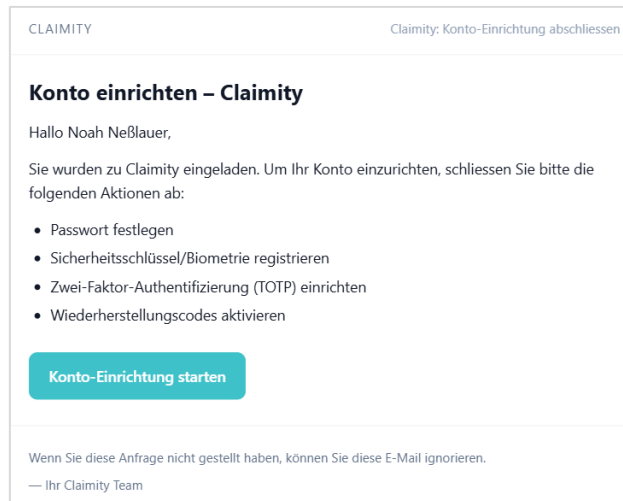 CLAIMITY
Claimity: Konto-Einrichtung abschliessen
Konto einrichten – Claimity
Hallo Noah Neßlauer,
Sie wurden zu Claimity eingeladen. Um Ihr Konto einzurichten, schliessen Sie bitte die
folgenden Aktionen ab:
• Passwort festlegen
• Sicherheitsschlüssel/Biometrie registrieren
• Zwei-Faktor-Authentifizierung (TOTP) einrichten
• Wiederherstellungscodes aktivieren
Konto-Einrichtung starten
Wenn Sie diese Anfrage nicht gestellt haben, können Sie diese E-Mail ignorieren.
— Ihr Claimity Team